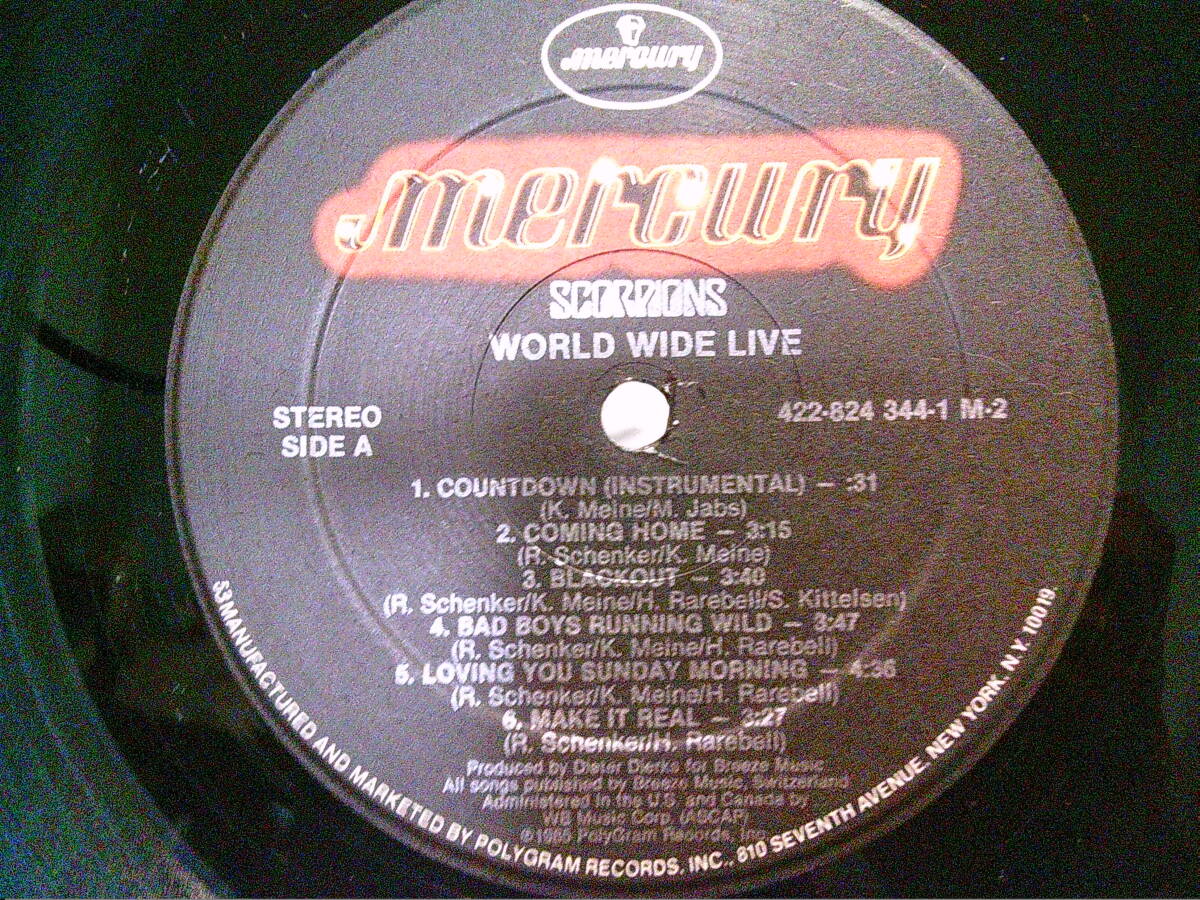 mercury
mercury
SCORPIONS
WORLD WIDE LIVE
STEREO
SIDE A
422-824 344-1 M-2
1. COUNTDOWN (INSTRUMENTAL) – :31
(K. Meine/M. Jabs)
2. COMING HOME – 3:15
(R. Schenker/K. Meine)
3. BLACKOUT – 3:40
(R. Schenker/K. Meine/H. Rarebell/S. Kittelsen)
4. BAD BOYS RUNNING WILD – 3:47
(R. Schenker/K. Meine/H. Rarebell)
5. LOVING YOU SUNDAY MORNING – 4:36
(R. Schenker/K. Meine/H. Rarebell)
6. MAKE IT REAL – 3:27
(R. Schenker/H. Rarebell)
Produced by Dieter Dierks for Breeze Music
All songs published by Breeze Music, Switzerland
Administered in the U.S. and Canada by
WB Music Corp. (ASCAP)
℗1985 PolyGram Records, Inc.
53 MANUFACTURED AND MARKETED BY POLYGRAM RECORDS, INC., 810 SEVENTH AVENUE, NEW YORK, N.Y. 10019